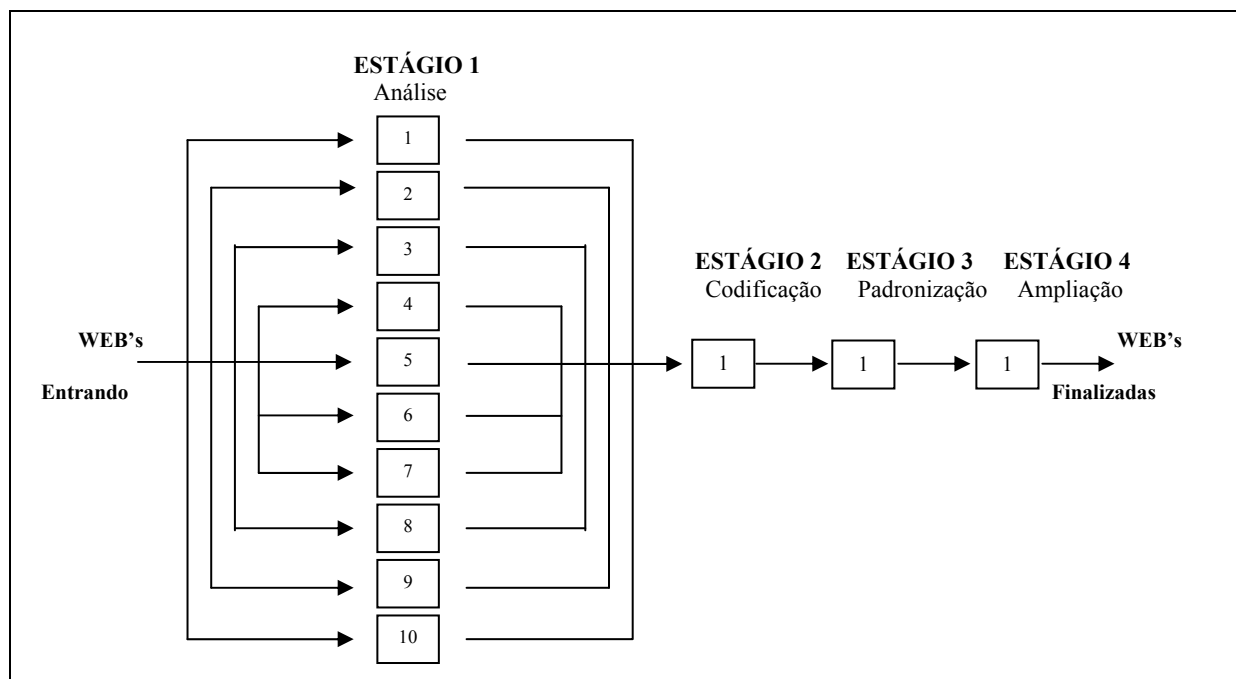 ESTÁGIO 1
Análise
1
2
3
4
5
6
7
8
9
10
WEB's
Entrando
ESTÁGIO 2
Codificação
1
ESTÁGIO 3
Padronização
1
ESTÁGIO 4
Ampliação
1
WEB's
Finalizadas